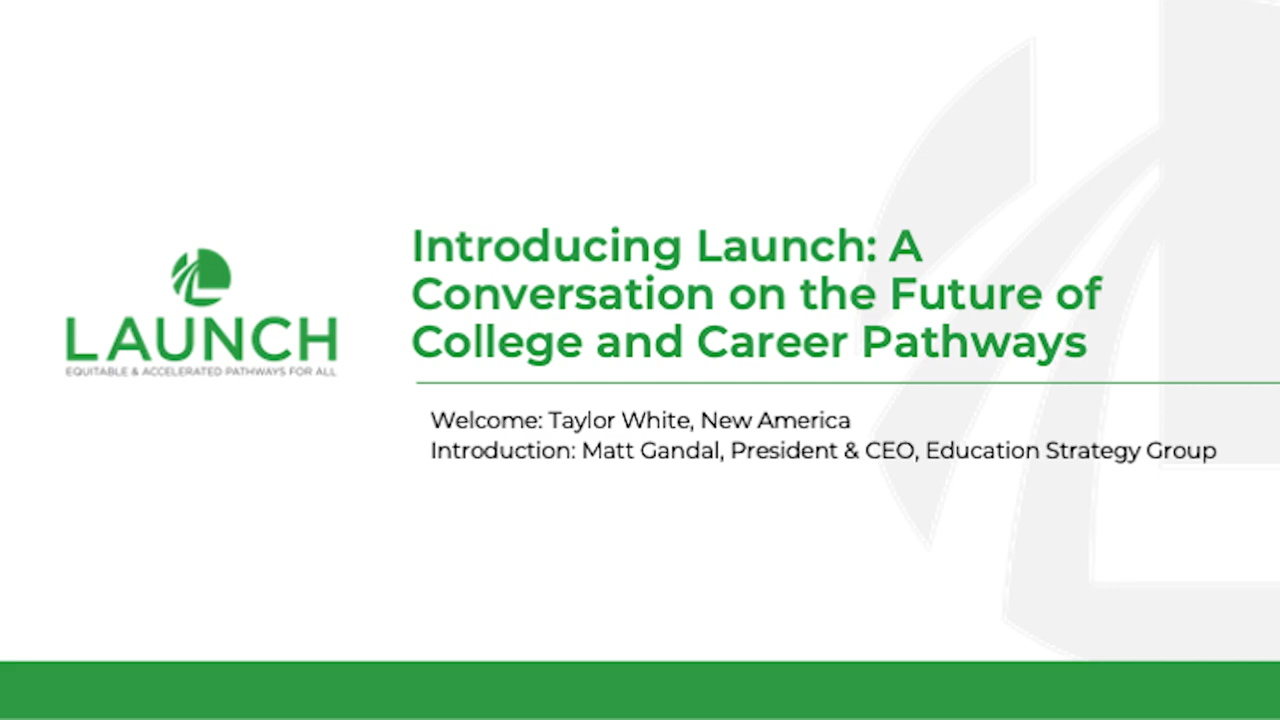 LAUNCH
EQUITABLE & ACCELERATED PATHWAYS FOR ALL
Introducing Launch: A
Conversation on the Future of
College and Career Pathways
Welcome: Taylor White, New America
Introduction: Matt Gandal, President & CEO, Education Strategy Group